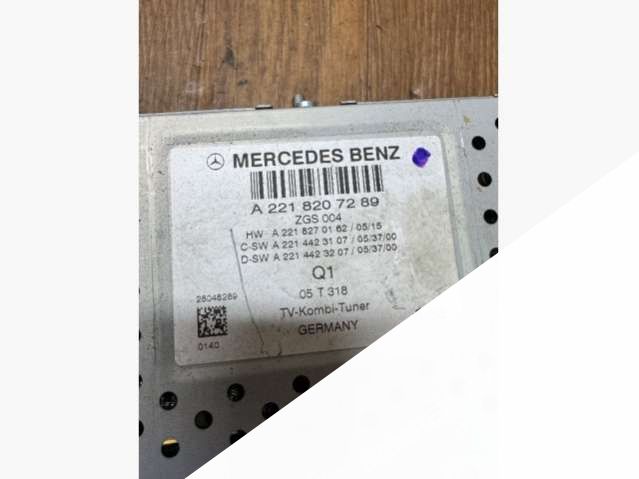 MERCEDES BENZ
A 221 820 72 89
ZGS 004
HW A 221 827 01 62 / 05/15
C-SW A 221 442 31 07 / 05/37/00
D-SW A 221 442 32 07 / 05/37/00
Q1
28046289
05 T 318
TV-Kombi-Tuner
0140
GERMANY